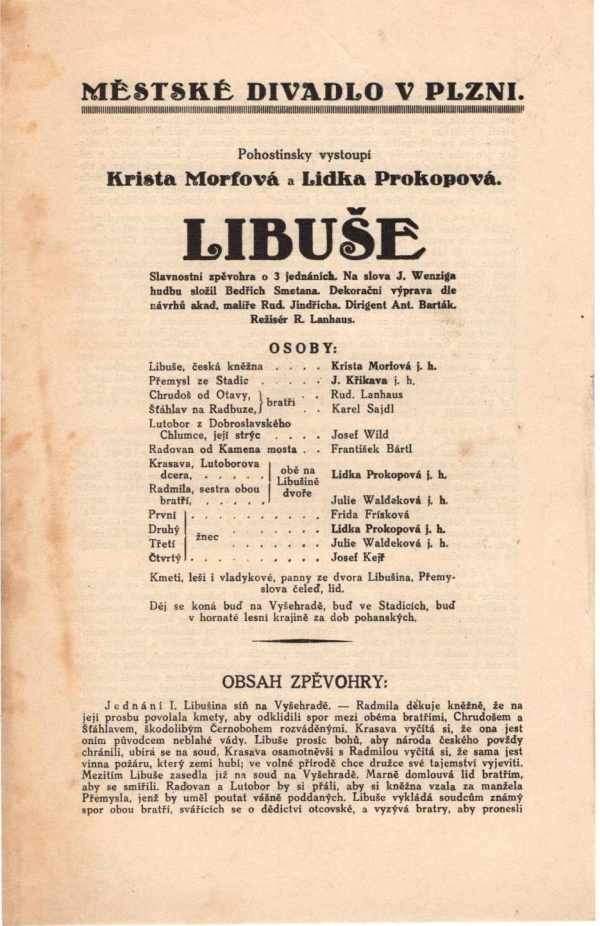 MĚSTSKÉ DIVADLO V PLZNI.
Pohostinsky vystoupí
Krista Morfová a Lidka Prokopová.
LIBUŠE
Slavnostní zpěvohra o 3 jednáních. Na slova J. Wenziga
hudbu složil Bedřich Smetana. Dekorační výprava dle
návrhů akad. malíře Rud. Jindřicha. Dirigent Ant. Barták.
Režisér R. Lanhaus.
OSOBY:
Libuše, česká kněžna . . . . Krista Morfová j. h.
Přemysl ze Stadic . . . . . J. Křikava j. h.
Chrudoš od Otavy, } bratři . . Rud. Lanhaus
Šťáhlav na Radbuze, } . . Karel Sajdl
Lutobor z Dobroslavského
Chlumce, její strýc . . . . Josef Wild
Radovan od Kamena mosta . . František Bártl
Krasava, Lutoborova
dcera, . . . . . | obě na Libušině dvoře Lidka Prokopová j. h.
Radmila, sestra obou
bratří, . . . . . | Julie Waldeková j. h.
První | . . . . . . . . . Frida Frísková
Druhý | žnec . . . . . . . Lidka Prokopová j. h.
Třetí | . . . . . . . Julie Waldeková j. h.
Čtvrtý | . . . . . . . . . Josef Kejř
Kmeti, leši i vladykové, panny ze dvora Libušina, Přemy-
slova čeleď, lid.
Děj se koná buď na Vyšehradě, buď ve Stadicích, buď
v hornaté lesní krajině za dob pohanských.
OBSAH ZPĚVOHRY:
Jednání I. Libušina síň na Vyšehradě. — Radmila děkuje kněžně, že na
její prosbu povolala kmety, aby odklidili spor mezi oběma bratřími, Chrudošem a
Šťáhlavem, škodolibým Černobohem rozváděnými. Krasava vyčítá si, že ona jest
oním původcem neblahé vády. Libuše prosíc bohů, aby národa českého povždy
chránili, ubírá se na soud. Krasava osamotněvši s Radmilou vyčítá si, že sama jest
vinna požáru, který zemi hubí; ve volné přírodě chce družce své tajemství vyjeviti.
Mezitím Libuše zasedla již na soud na Vyšehradě. Marně domlouvá lid bratřím,
aby se smířili. Radovan a Lutobor by si přáli, aby si kněžna vzala za manžela
Přemysla, jenž by uměl poutat vášně poddaných. Libuše vykládá soudcům známý
spor obou bratří, svářících se o dědictví otcovské, a vyzývá bratry, aby pronesli